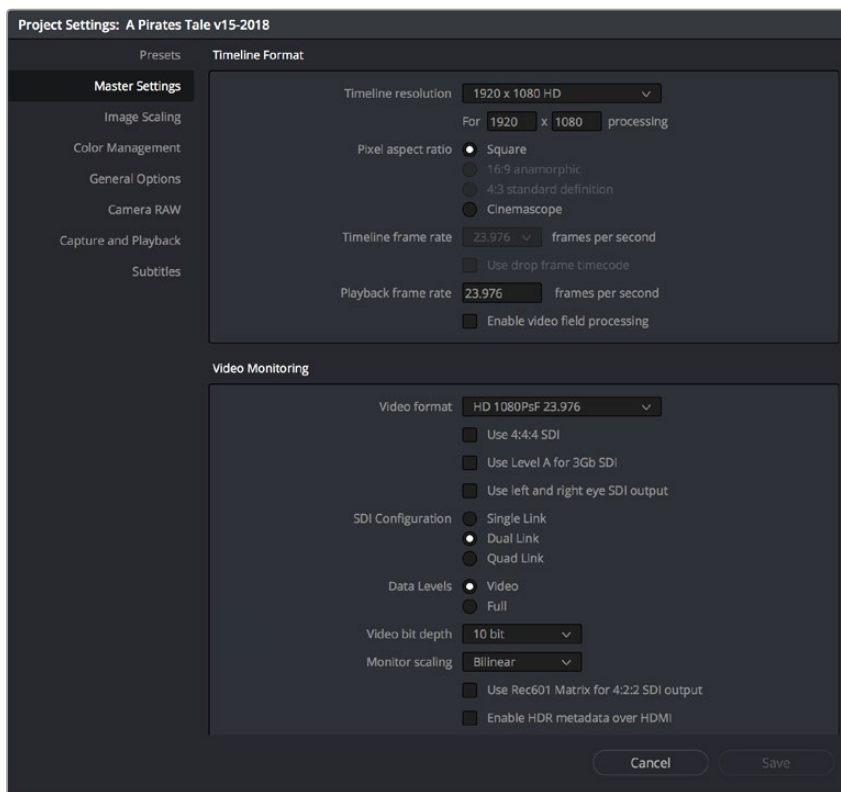 Project Settings: A Pirates Tale v15-2018
Presets
Master Settings
Image Scaling
Color Management
General Options
Camera RAW
Capture and Playback
Subtitles
Timeline Format
Timeline resolution 1920 x 1080 HD
For 1920 x 1080 processing
Pixel aspect ratio Square
16:9 anamorphic
4:3 standard definition
Cinemascope
Timeline frame rate 23.976 frames per second
Use drop frame timecode
Playback frame rate 23.976 frames per second
Enable video field processing
Video Monitoring
Video format HD 1080PsF 23.976
Use 4:4:4 SDI
Use Level A for 3Gb SDI
Use left and right eye SDI output
SDI Configuration Single Link
Dual Link
Quad Link
Data Levels Video
Full
Video bit depth 10 bit
Monitor scaling Bilinear
Use Rec601 Matrix for 4:2:2 SDI output
Enable HDR metadata over HDMI
Cancel Save